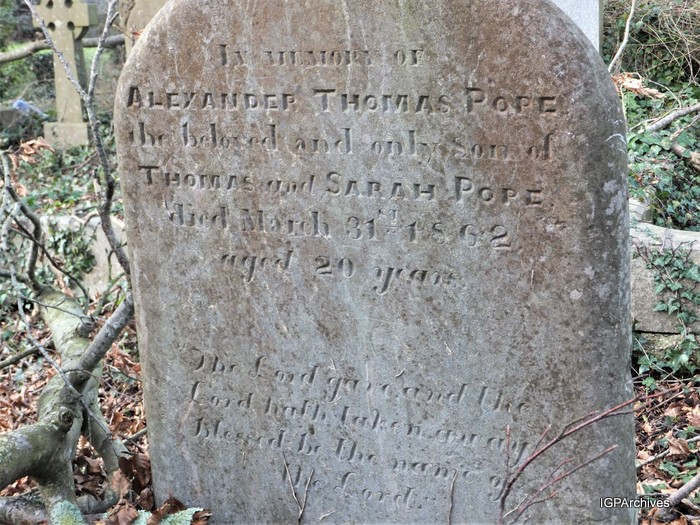 IN MEMORY OF
ALEXANDER THOMAS POPE
the beloved and only son of
THOMAS and SARAH POPE,
died March 31st 1862,
aged 20 years.
The Lord gave and the
Lord hath taken away
blessed be the name of
the Lord.
IGPArchives